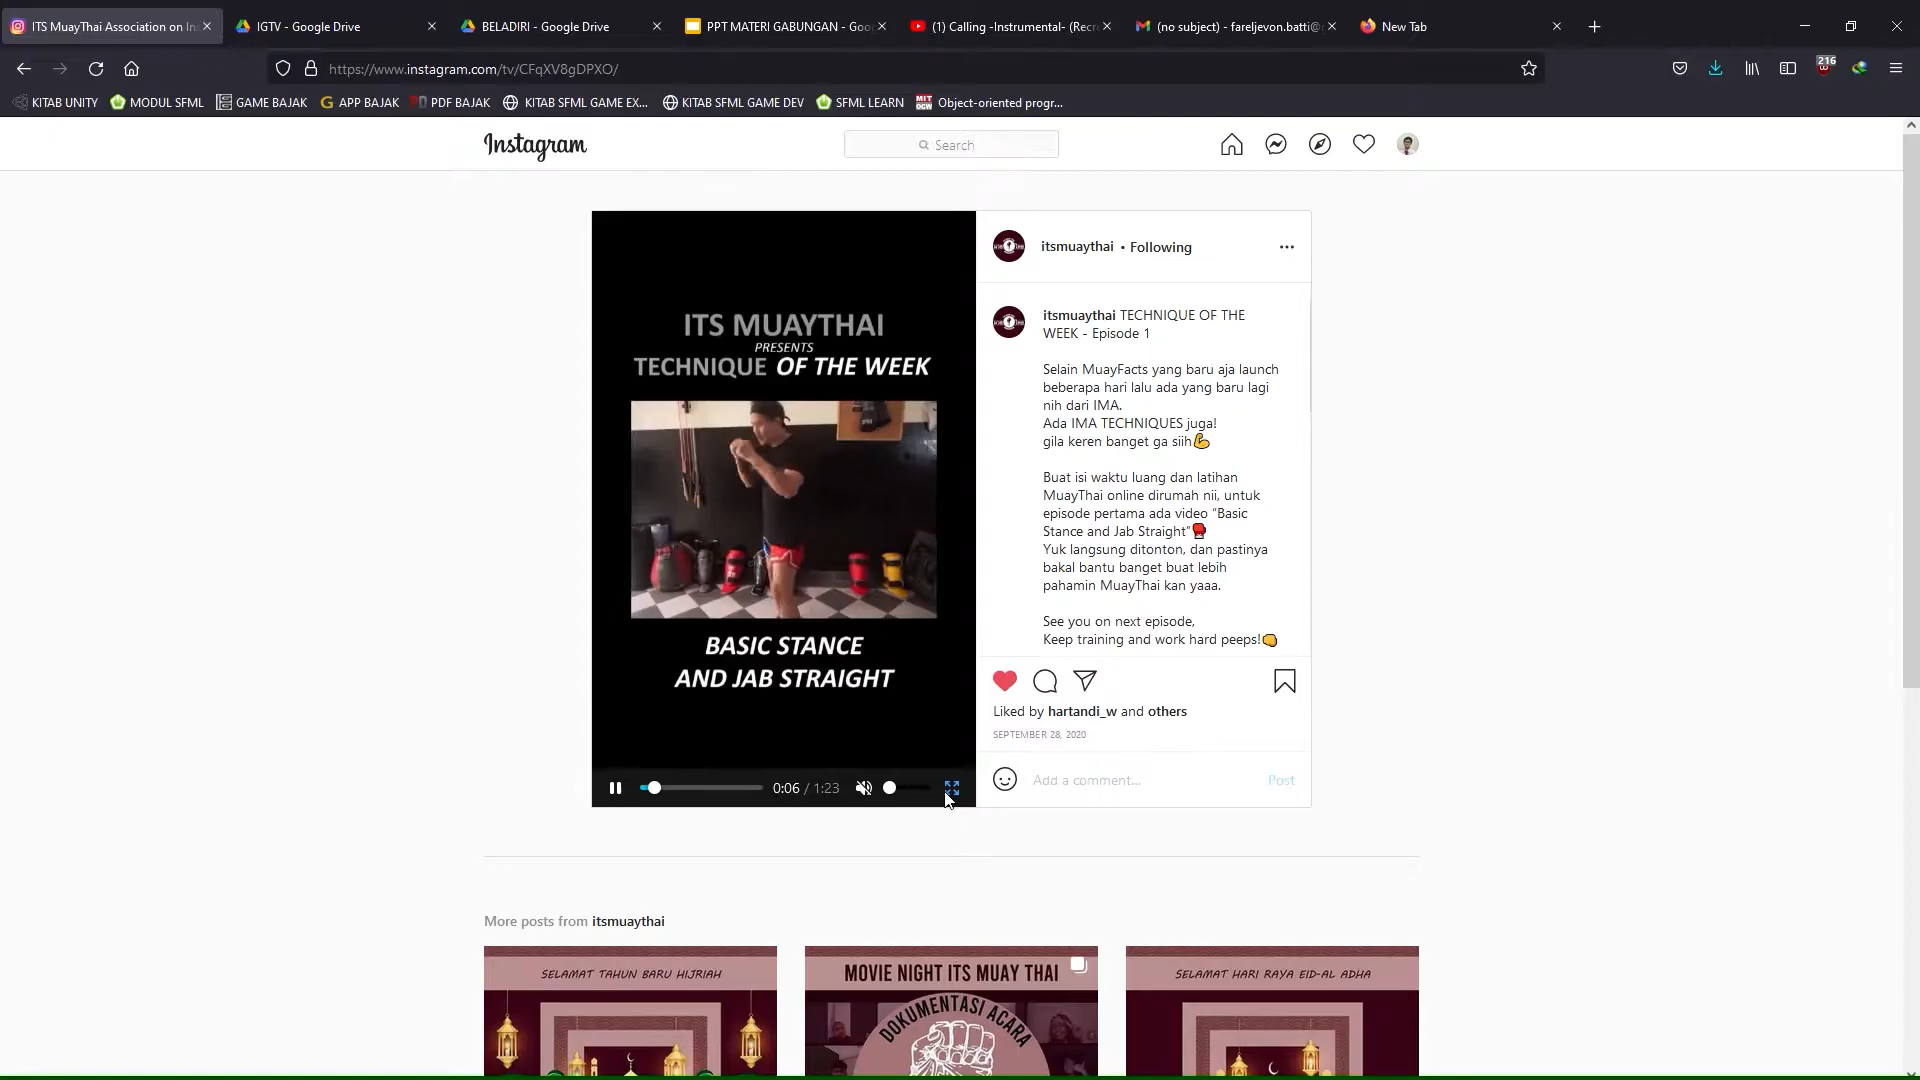 ITS MuayThai Association on In
IGTV - Google Drive
BELADIRI - Google Drive
PPT MATERI GABUNGAN - Goo
(1) Calling -Instrumental- (Recre
(no subject) - fareljevon.batti@
New Tab
https://www.instagram.com/tv/CFqXV8gDPXO/
216
KITAB UNITY
MODUL SFML
GAME BAJAK
APP BAJAK
PDF BAJAK
KITAB SFML GAME EX...
KITAB SFML GAME DEV
SFML LEARN
Object-oriented progr...
Instagram
Search
ITS MUAYTHAI
PRESENTS
TECHNIQUE OF THE WEEK
BASIC STANCE
AND JAB STRAIGHT
0:06 / 1:23
itsmuaythai • Following
itsmuaythai TECHNIQUE OF THE
WEEK - Episode 1
Selain MuayFacts yang baru aja launch
beberapa hari lalu ada yang baru lagi
nih dari IMA.
Ada IMA TECHNIQUES juga!
gila keren banget ga siih💪
Buat isi waktu luang dan latihan
MuayThai online dirumah nii, untuk
episode pertama ada video “Basic
Stance and Jab Straight”🥊
Yuk langsung ditonton, dan pastinya
bakal bantu banget buat lebih
pahamin MuayThai kan yaaa.
See you on next episode,
Keep training and work hard peeps!👊
Liked by hartandi_w and others
SEPTEMBER 28, 2020
Add a comment...
Post
More posts from itsmuaythai
SELAMAT TAHUN BARU HIJRIAH
MOVIE NIGHT ITS MUAY THAI
DOKUMENTASI ACARA
SELAMAT HARI RAYA EID-AL ADHA